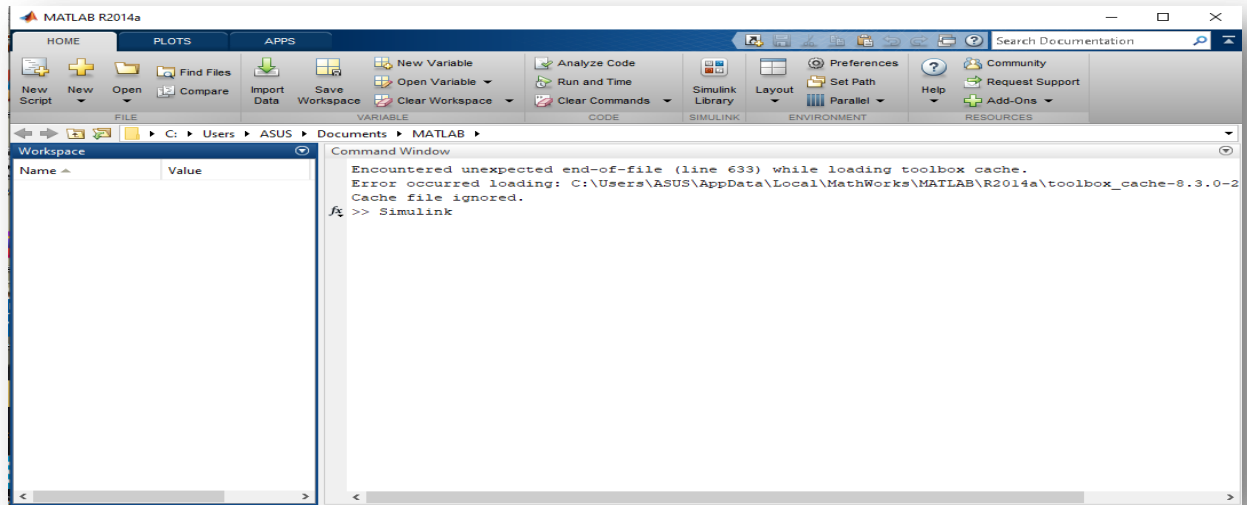 MATLAB R2014a
HOME PLOTS APPS
Search Documentation
New Script
New
Open
Find Files
Compare
Import Data
Save Workspace
New Variable
Open Variable
Clear Workspace
Analyze Code
Run and Time
Clear Commands
Simulink Library
Layout
Preferences
Set Path
Parallel
Help
Community
Request Support
Add-Ons
FILE VARIABLE CODE SIMULINK ENVIRONMENT RESOURCES
C: Users ASUS Documents MATLAB
Workspace
Name Value
Command Window
Encountered unexpected end-of-file (line 633) while loading toolbox cache.
Error occurred loading: C:\Users\ASUS\AppData\Local\MathWorks\MATLAB\R2014a\toolbox_cache-8.3.0-2
Cache file ignored.
fx >> Simulink